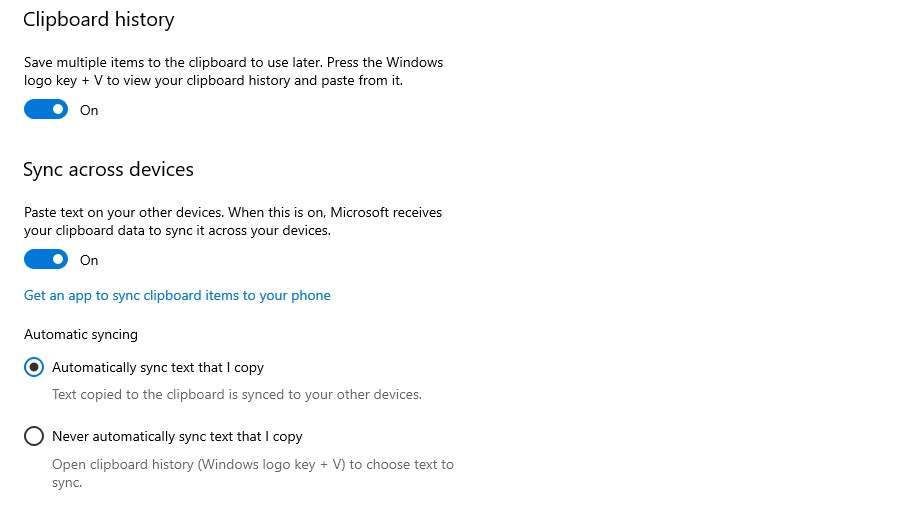 Clipboard history
Save multiple items to the clipboard to use later. Press the Windows
logo key + V to view your clipboard history and paste from it.
On
Sync across devices
Paste text on your other devices. When this is on, Microsoft receives
your clipboard data to sync it across your devices.
On
Get an app to sync clipboard items to your phone
Automatic syncing
Automatically sync text that I copy
Text copied to the clipboard is synced to your other devices.
Never automatically sync text that I copy
Open clipboard history (Windows logo key + V) to choose text to
sync.